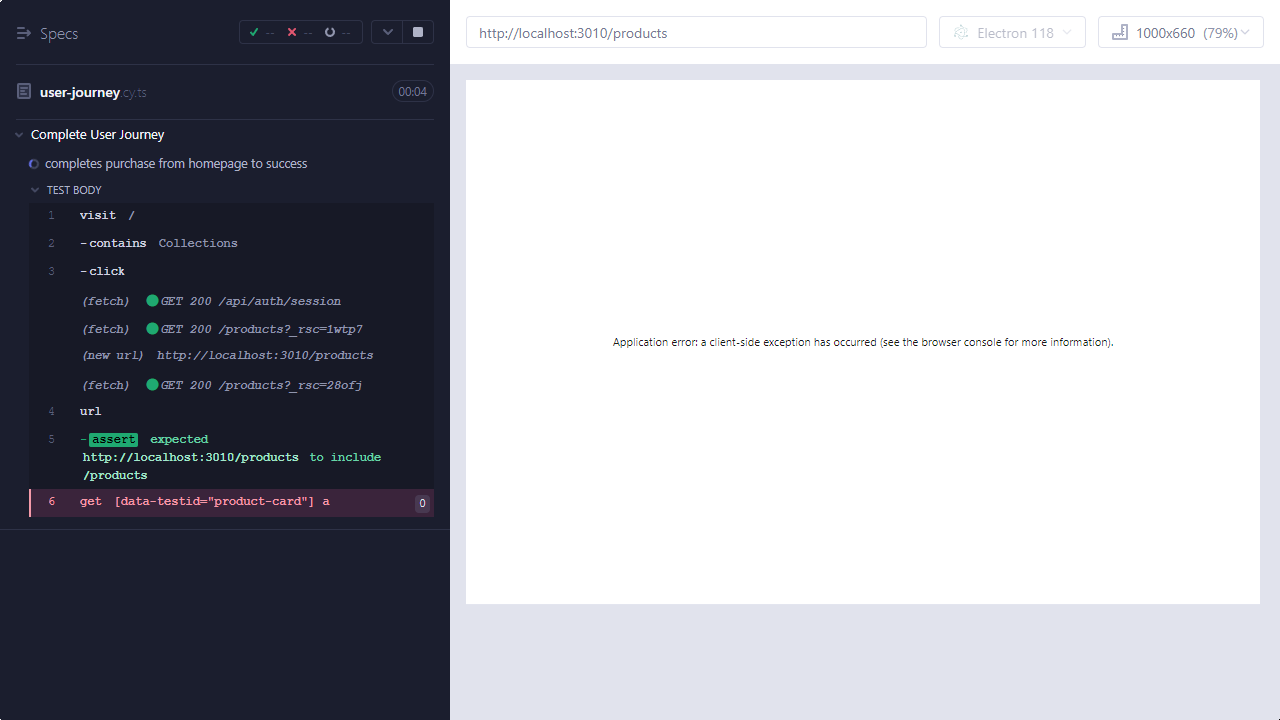 Specs
-- -- --
user-journey.cy.ts 00:04
Complete User Journey
completes purchase from homepage to success
TEST BODY
1 visit /
2 -contains Collections
3 -click
(fetch) GET 200 /api/auth/session
(fetch) GET 200 /products?_rsc=1wtp7
(new url) http://localhost:3010/products
(fetch) GET 200 /products?_rsc=28ofj
4 url
5 -assert expected
http://localhost:3010/products to include
/products
6 get [data-testid="product-card"] a 0
http://localhost:3010/products
Electron 118
1000x660 (79%)
Application error: a client-side exception has occurred (see the browser console for more information).